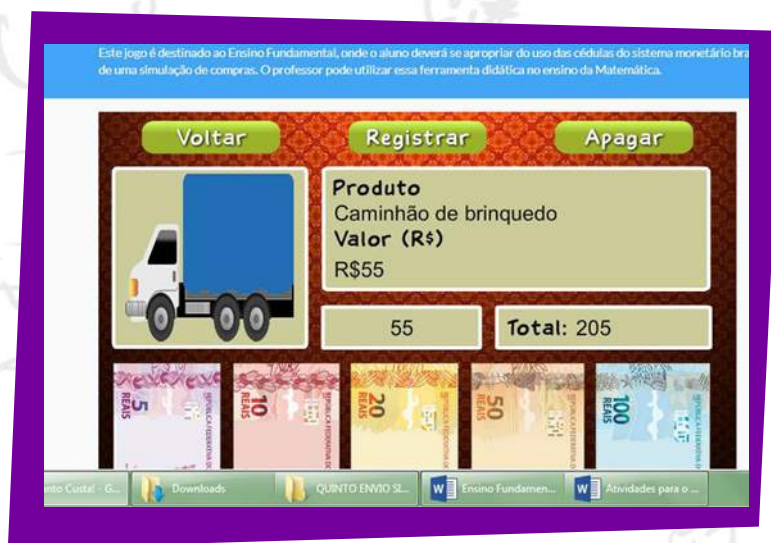 Este jogo é destinado ao Ensino Fundamental, onde o aluno deverá se apropriar do uso das cédulas do sistema monetário bra
de uma simulação de compras. O professor pode utilizar essa ferramenta didática no ensino da Matemática.
Voltar Registrar Apagar
Produto
Caminhão de brinquedo
Valor (R$)
R$55
55 Total: 205
5 REAIS 10 REAIS 20 REAIS 50 REAIS 100 REAIS
Custa! - G... Downloads QUINTO ENVIO SI... Ensino Fundamen... Atividades para o ...